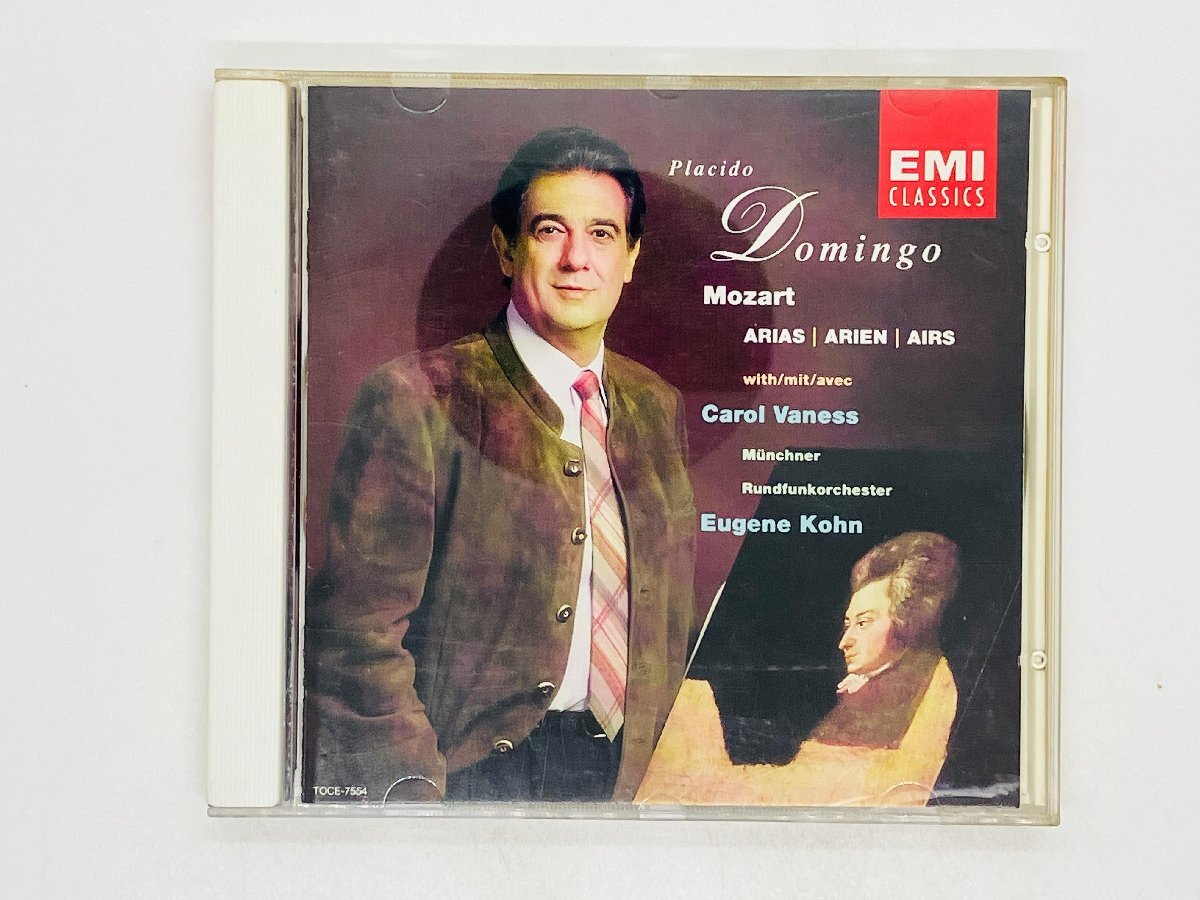 Placido
Domingo
EMI
CLASSICS
Mozart
ARIAS | ARIEN | AIRS
with/mit/avec
Carol Vaness
Münchner
Rundfunkorchester
Eugene Kohn
TOCE-7554